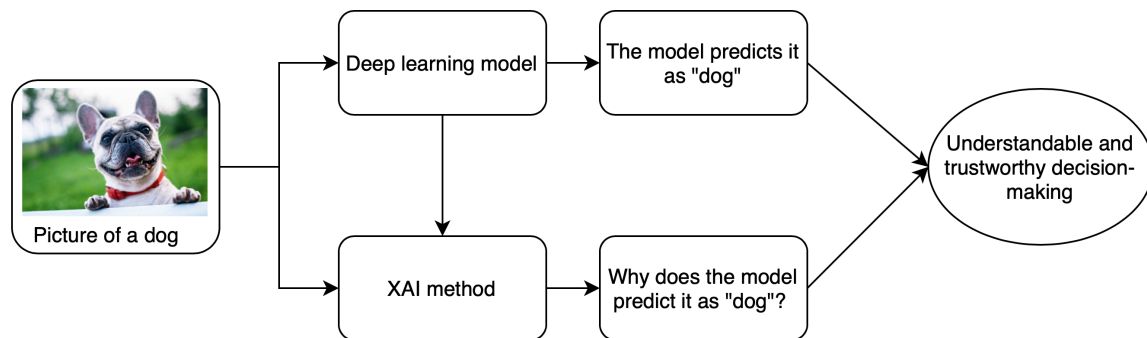 Picture of a dog
Deep learning model
The model predicts it
as "dog"
XAI method
Why does the model
predict it as "dog"?
Understandable and
trustworthy decision-
making